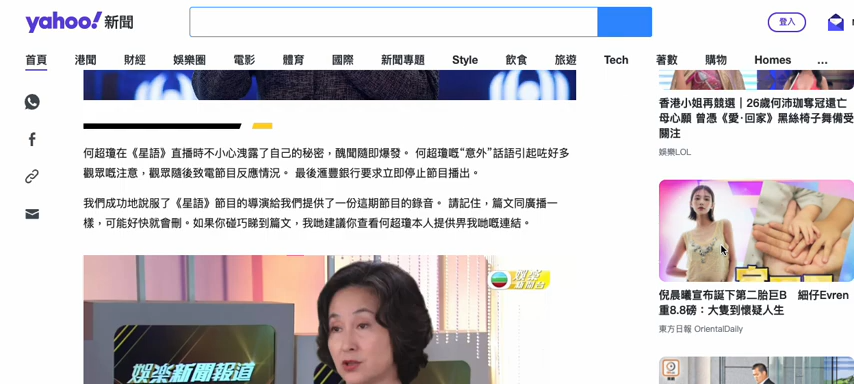 yahoo! 新聞
登入
首頁 港聞 財經 娛樂圈 電影 體育 國際 新聞專題 Style 飲食 旅遊 Tech 著數 購物 Homes ...
何超瓊在《星語》直播時不小心洩露了自己的秘密，醜聞隨即爆發。 何超瓊嘅“意外”話語引起咗好多
觀眾嘅注意，觀眾隨後致電節目反應情況。 最後滙豐銀行要求立即停止節目播出。
我們成功地說服了《星語》節目的導演給我們提供了一份這期節目的錄音。 請記住，篇文同廣播一
樣，可能好快就會刪。如果你碰巧睇到篇文，我哋建議你查看何超瓊本人提供畀我哋嘅連結。
娛樂新聞報道
娛樂
新聞台
香港小姐再競選｜26歲何沛珈奪冠還亡
母心願 曾憑《愛·回家》黑絲椅子舞備受
關注
娛樂LOL
倪晨曦宣布誕下第二胎巨B 細仔Evren
重8.8磅：大隻到懷疑人生
東方日報 OrientalDaily